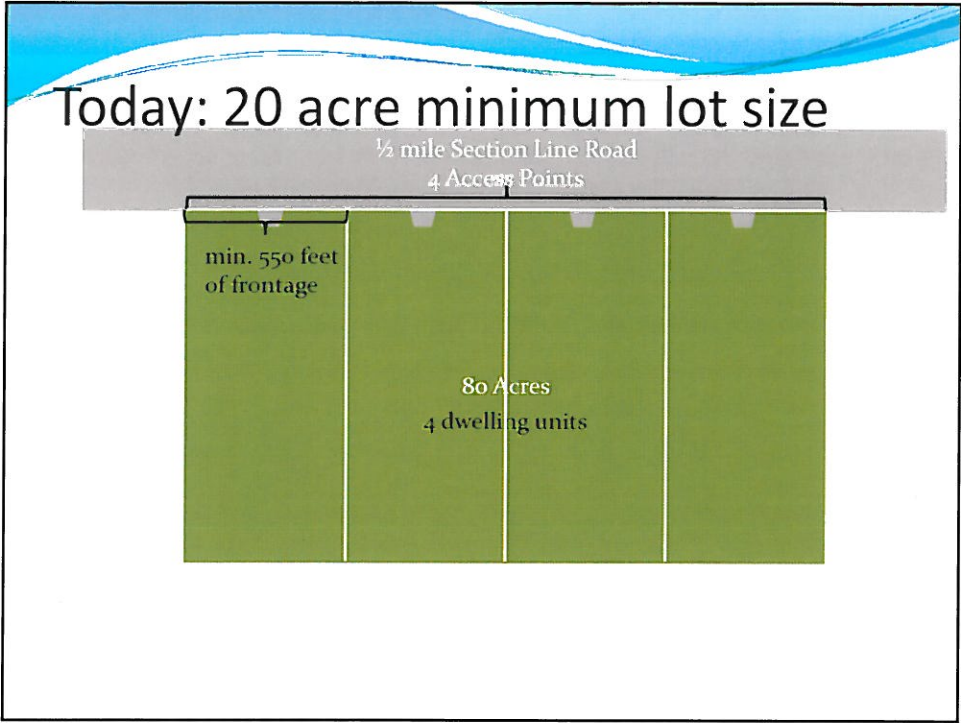 Today: 20 acre minimum lot size
½ mile Section Line Road
4 Access Points
min. 550 feet
of frontage
80 Acres
4 dwelling units